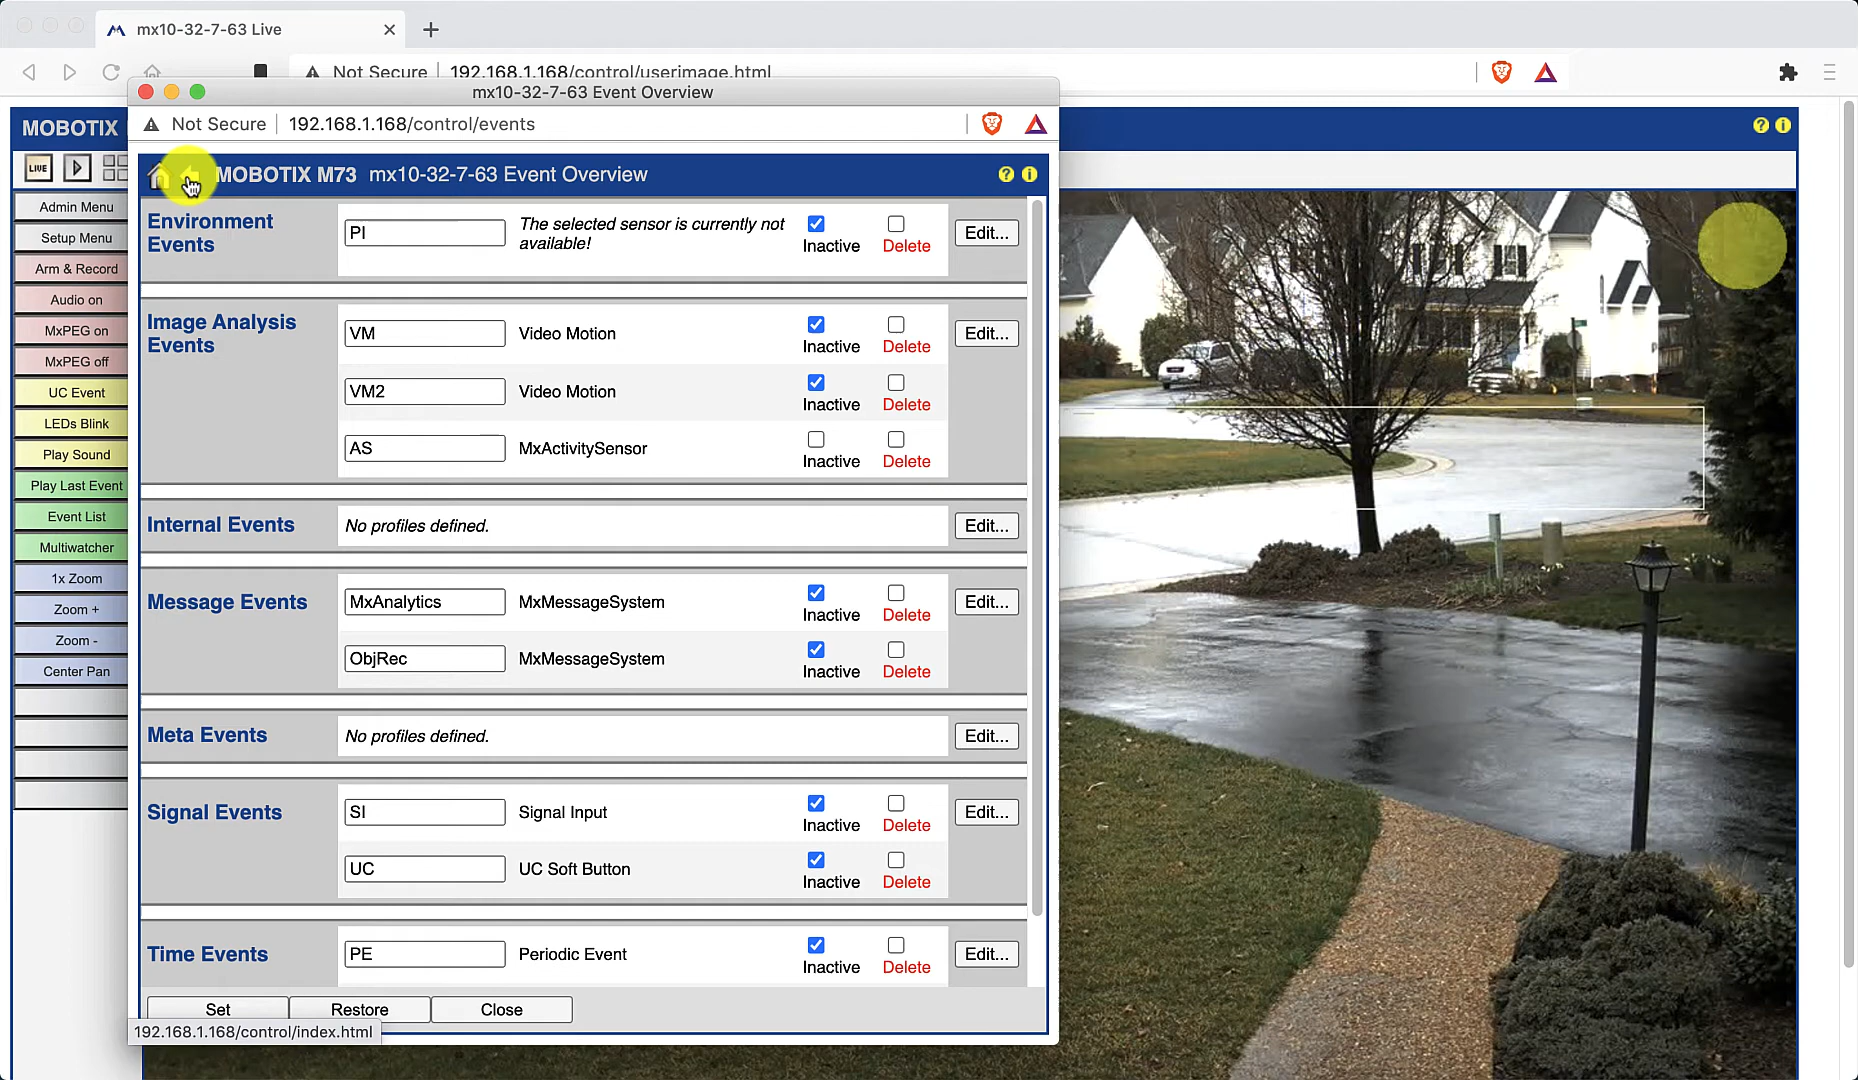 mx10-32-7-63 Live
Not Secure
192.168.1.168/control/userimage.html
mx10-32-7-63 Event Overview
Not Secure
192.168.1.168/control/events
MOBOTIX
LIVE
Admin Menu
Setup Menu
Arm & Record
Audio on
MxPEG on
MxPEG off
UC Event
LEDs Blink
Play Sound
Play Last Event
Event List
Multiwatcher
1x Zoom
Zoom +
Zoom -
Center Pan
MOBOTIX M73 mx10-32-7-63 Event Overview
? i
? i
Environment
Events
PI
The selected sensor is currently not
available!
Inactive
Delete
Edit...
Image Analysis
Events
VM
Video Motion
Inactive
Delete
Edit...
VM2
Video Motion
Inactive
Delete
AS
MxActivitySensor
Inactive
Delete
Internal Events
No profiles defined.
Edit...
Message Events
MxAnalytics
MxMessageSystem
Inactive
Delete
Edit...
ObjRec
MxMessageSystem
Inactive
Delete
Meta Events
No profiles defined.
Edit...
Signal Events
SI
Signal Input
Inactive
Delete
Edit...
UC
UC Soft Button
Inactive
Delete
Time Events
PE
Periodic Event
Inactive
Delete
Edit...
Set
Restore
Close
192.168.1.168/control/index.html